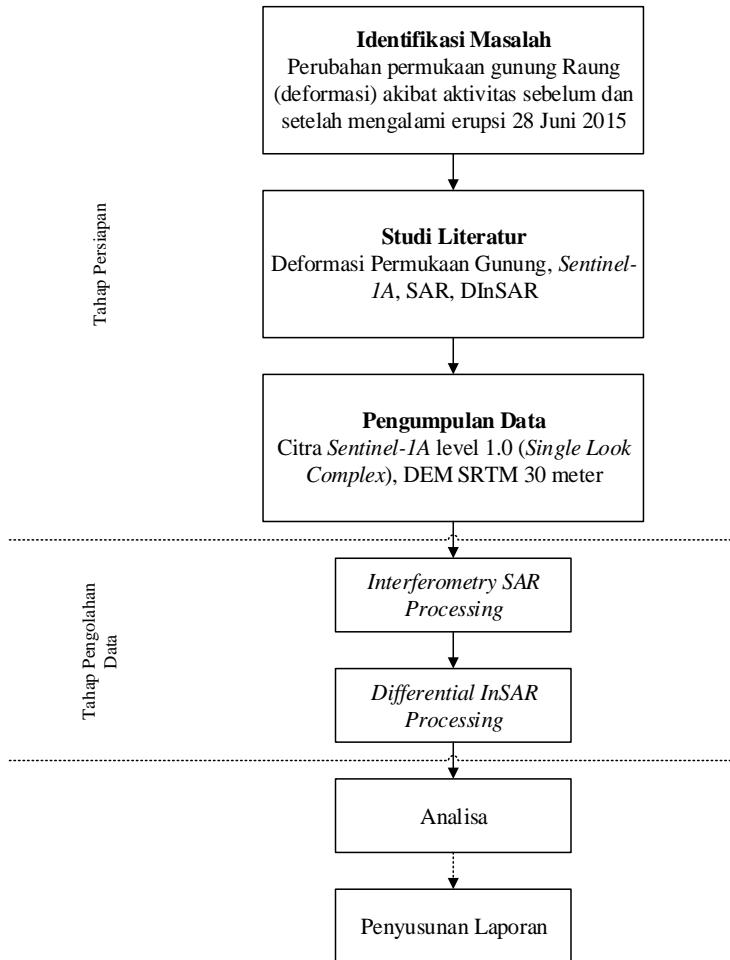 Identifikasi Masalah
Perubahan permukaan gunung Raung
(deformasi) akibat aktivitas sebelum dan
setelah mengalami erupsi 28 Juni 2015
Tahap Persiapan
Studi Literatur
Deformasi Permukaan Gunung, Sentinel-
1A, SAR, DInSAR
Pengumpulan Data
Citra Sentinel-1A level 1.0 (Single Look
Complex), DEM SRTM 30 meter
Tahap Pengolahan
Data
Interferometry SAR
Processing
Differential InSAR
Processing
Analisa
Penyusunan Laporan